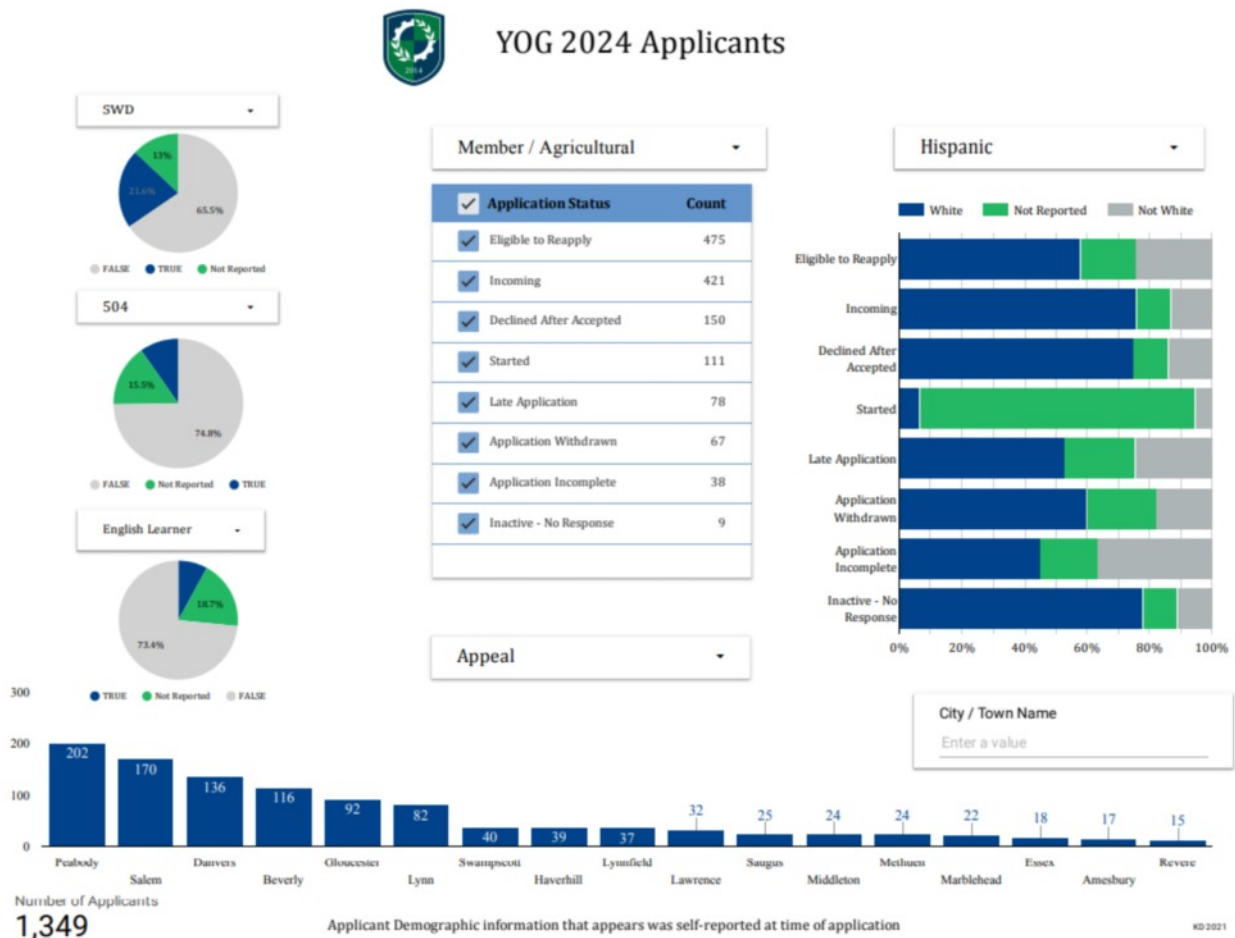 YOG 2024 Applicants
2014
SWD
13%
21.6%
65.5%
FALSE TRUE Not Reported
504
15.5%
74.8%
FALSE Not Reported TRUE
English Learner
18.7%
73.4%
TRUE Not Reported FALSE
Member / Agricultural
Application Status Count
Eligible to Reapply 475
Incoming 421
Declined After Accepted 150
Started 111
Late Application 78
Application Withdrawn 67
Application Incomplete 38
Inactive - No Response 9
Appeal
Hispanic
White Not Reported Not White
Eligible to Reapply
Incoming
Declined After
Accepted
Started
Late Application
Application
Withdrawn
Application
Incomplete
Inactive - No
Response
0% 20% 40% 60% 80% 100%
City / Town Name
Enter a value
300
200
100
0
202 170 136 116 92 82 40 39 37 32 25 24 24 22 18 17 15
Peabody Danvers Gloucester Swampscott Lynnfield Saugus Methuen Essex Revere
Salem Beverly Lynn Haverhill Lawrence Middleton Marblehead Amesbury
Number of Applicants
1,349
Applicant Demographic information that appears was self-reported at time of application
KD 2021